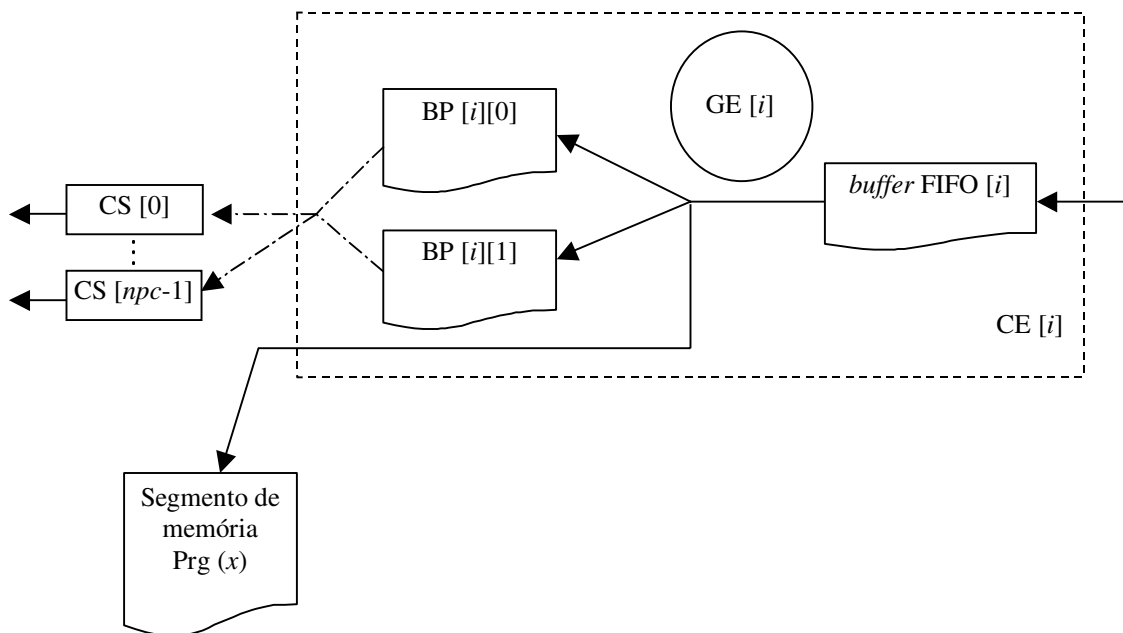 BP [i][0]
GE [i]
buffer FIFO [i]
CS [0]
BP [i][1]
CS [npc-1]
CE [i]
Segmento de
memória
Prg (x)